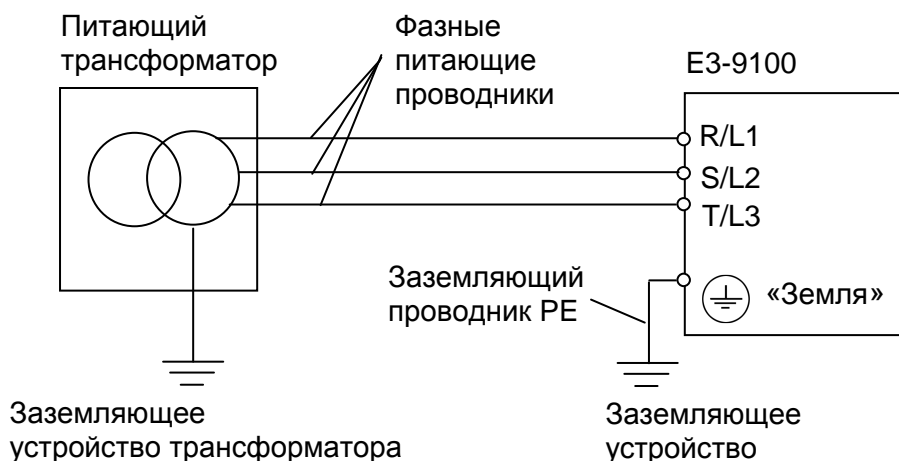 Питающий
трансформатор
Фазные
питающие
проводники
E3-9100
R/L1
S/L2
T/L3
Заземляющий
проводник PE
«Земля»
Заземляющее
устройство трансформатора
Заземляющее
устройство